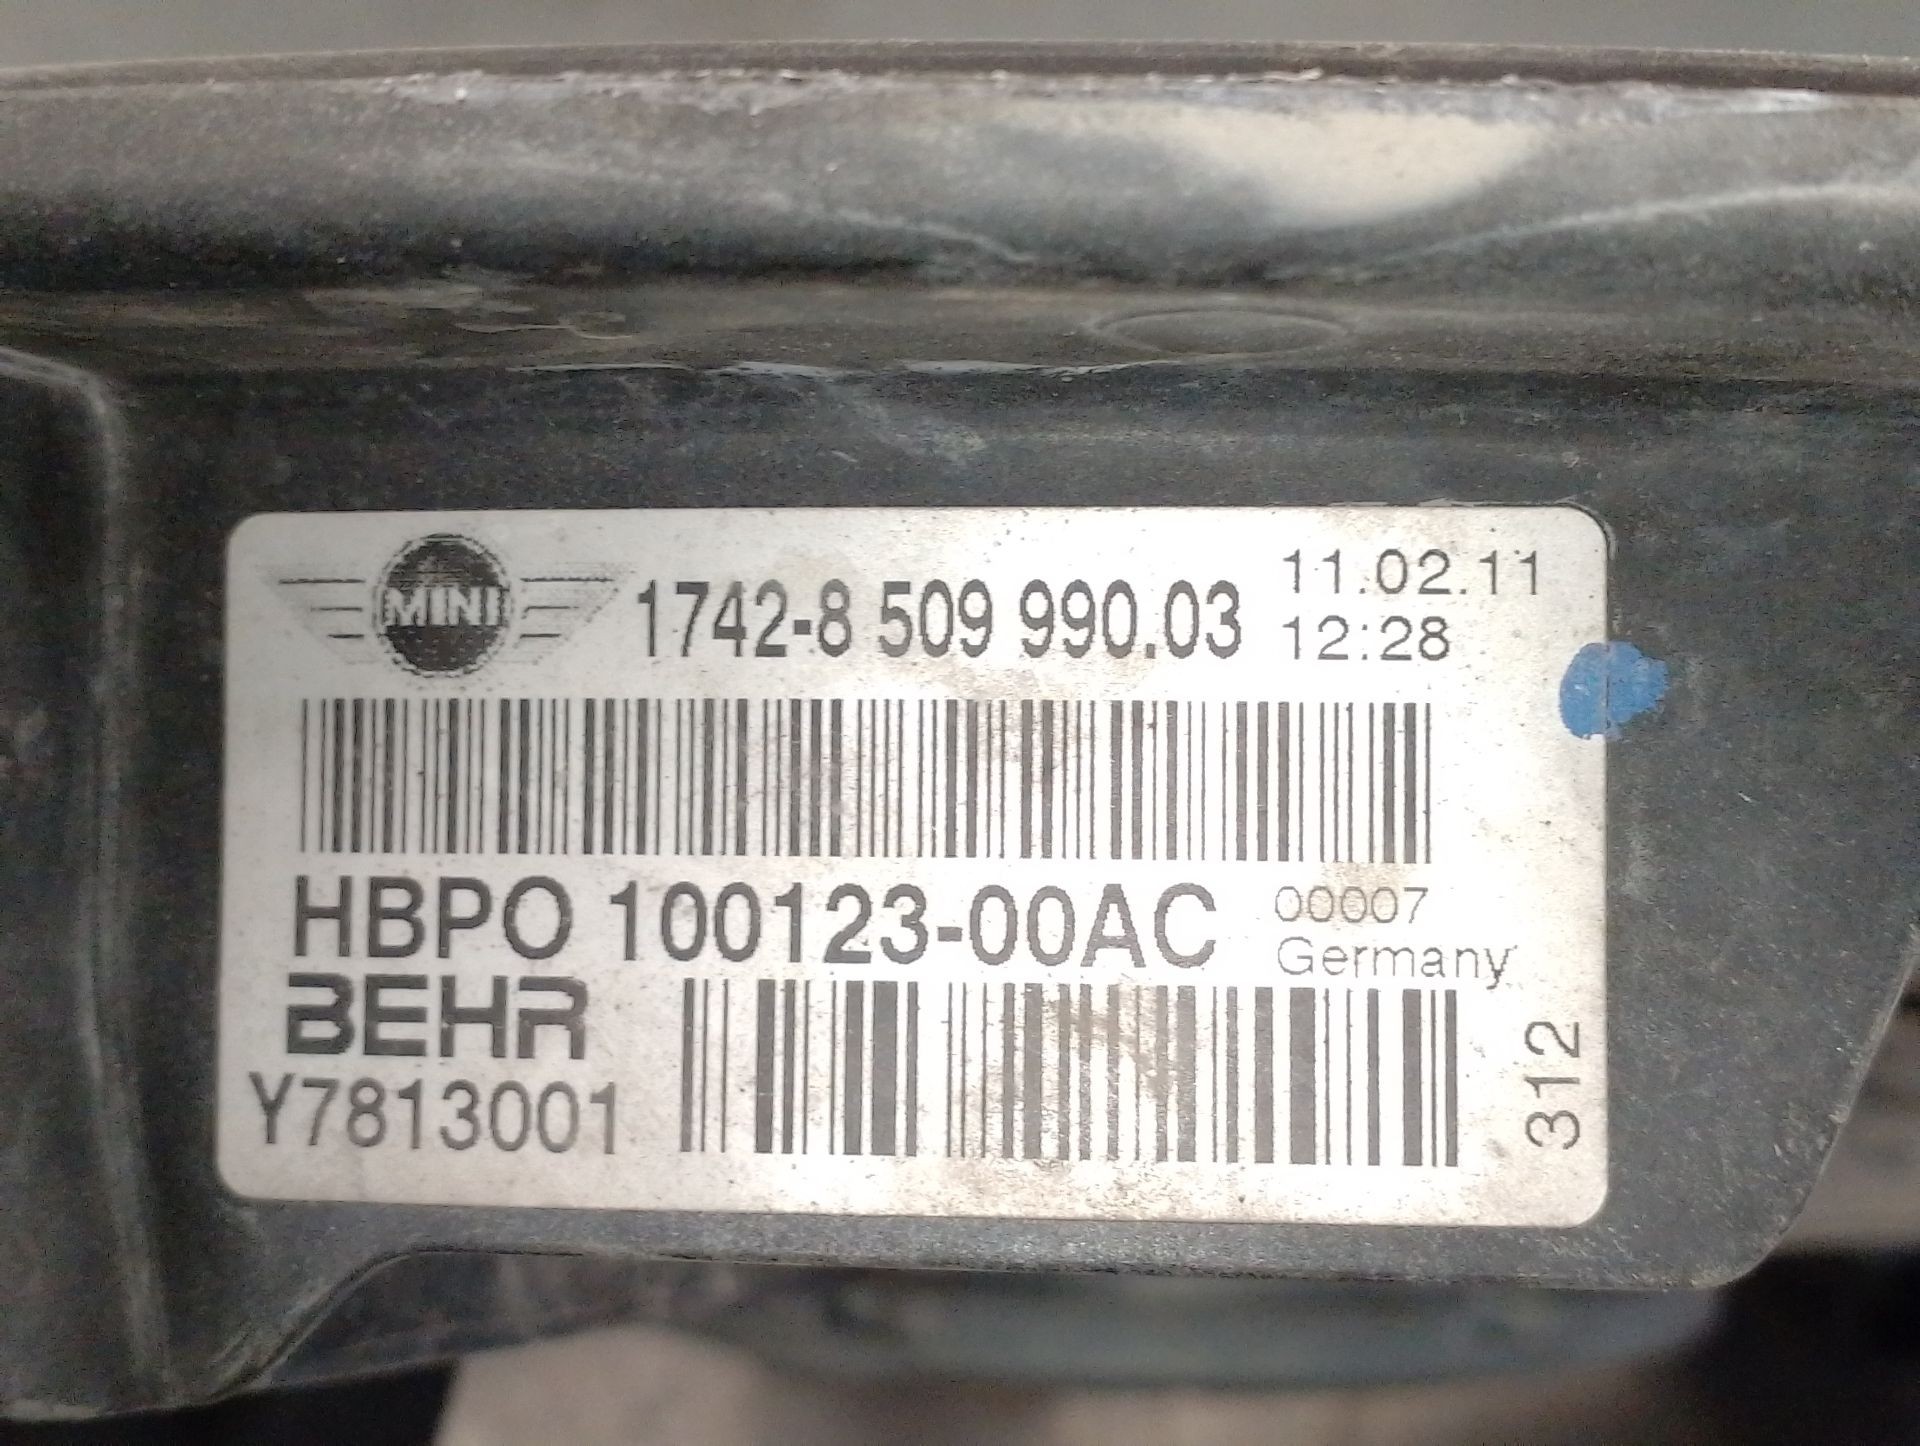 MINI
1742-8 509 990.03
11.02.11
12:28
HBPO 100123-00AC
00007
Germany
BEHR
Y7813001
312